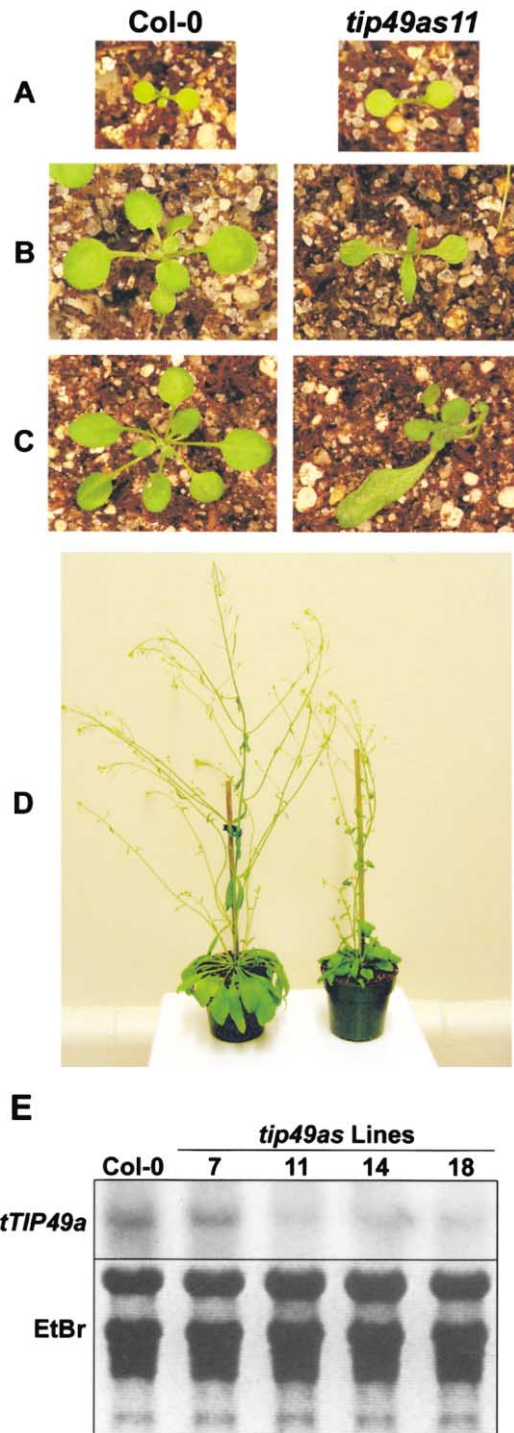 Col-0 tip49as11
A
B
C
D
E
tip49as Lines
Col-0 7 11 14 18
tTIP49a
EtBr